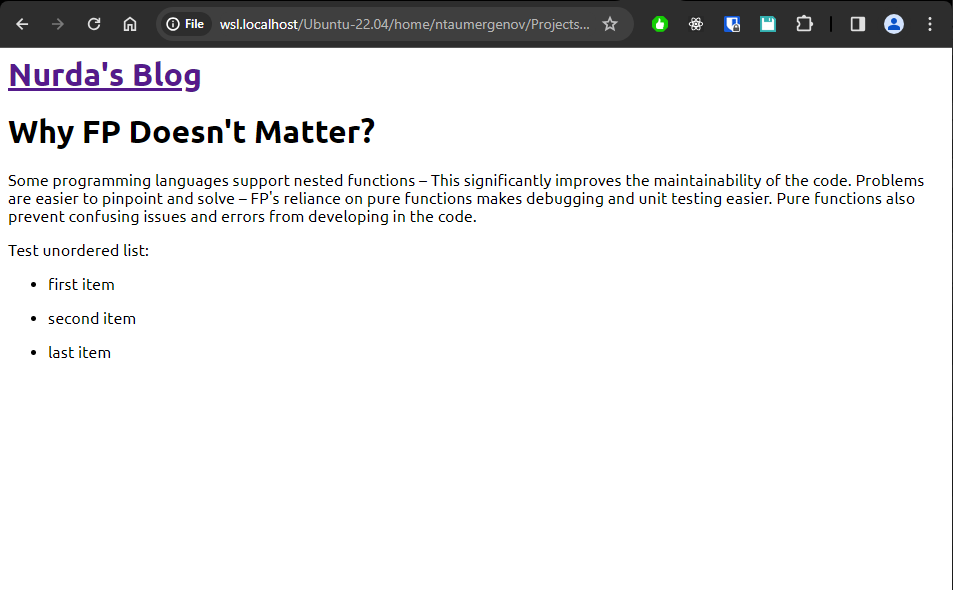 File wsl.localhost/Ubuntu-22.04/home/ntaumergenov/Projects...
Nurda's Blog
Why FP Doesn't Matter?
Some programming languages support nested functions – This significantly improves the maintainability of the code. Problems
are easier to pinpoint and solve – FP's reliance on pure functions makes debugging and unit testing easier. Pure functions also
prevent confusing issues and errors from developing in the code.
Test unordered list:
• first item
• second item
• last item